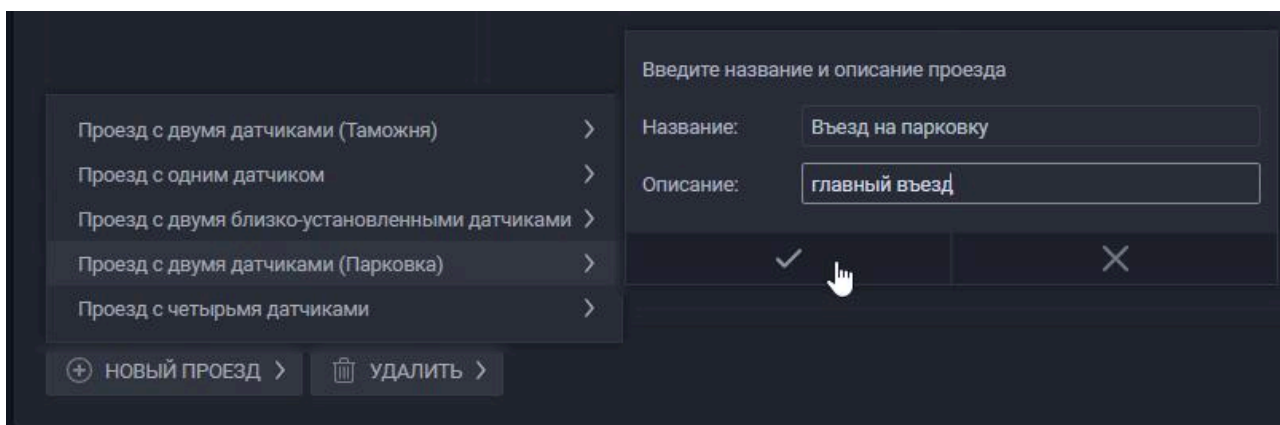 Введите название и описание проезда
Название: Въезд на парковку
Описание: главный въезд
Проезд с двумя датчиками (Таможня)
Проезд с одним датчиком
Проезд с двумя близко-установленными датчиками
Проезд с двумя датчиками (Парковка)
Проезд с четырьмя датчиками
НОВЫЙ ПРОЕЗД
УДАЛИТЬ